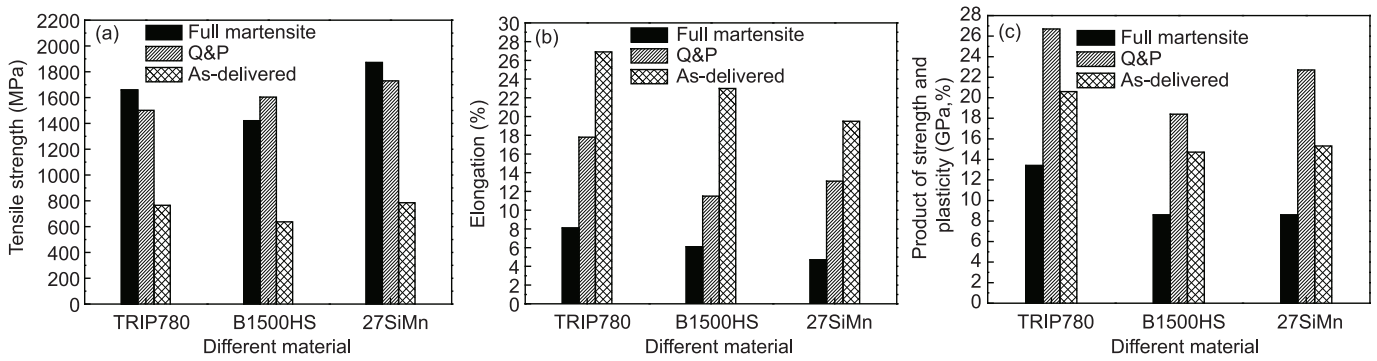 (a)
Full martensite
Q&P
As-delivered
2200
2000
1800
1600
1400
1200
1000
800
600
400
200
0
Tensile strength (MPa)
TRIP780 B1500HS 27SiMn
Different material
(b)
Full martensite
Q&P
As-delivered
30
28
26
24
22
20
18
16
14
12
10
8
6
4
2
0
Elongation (%)
TRIP780 B1500HS 27SiMn
Different material
(c)
Full martensite
Q&P
As-delivered
28
26
24
22
20
18
16
14
12
10
8
6
4
2
0
Product of strength and
plasticity (GPa,%)
TRIP780 B1500HS 27SiMn
Different material